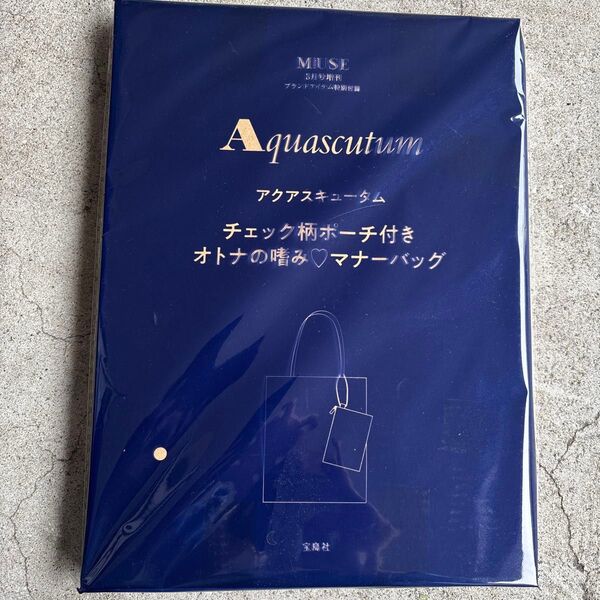 MUSE
3月号増刊
ブランドアイテム特別付録
Aquascutum
アクアスキュータム
チェック柄ポーチ付き
オトナの嗜み♡マナーバッグ
宝島社